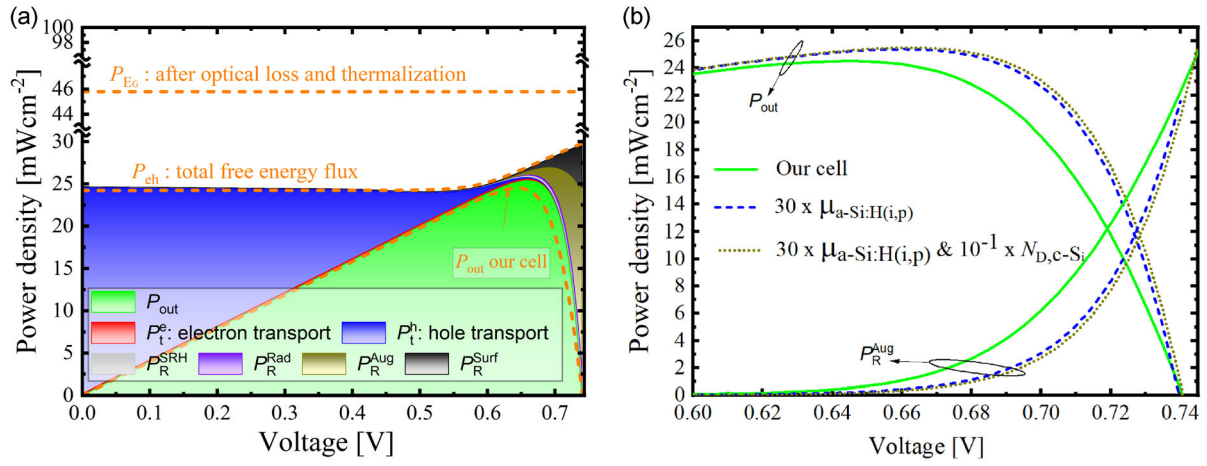 (a)
100
98
46
44
30
25
20
15
10
5
0
Power density [mWcm⁻²]
P_EG : after optical loss and thermalization
P_eh : total free energy flux
P_out our cell
P_out
P_t^e: electron transport P_t^h: hole transport
P_R^SRH P_R^Rad P_R^Aug P_R^Surf
0.0 0.1 0.2 0.3 0.4 0.5 0.6 0.7
Voltage [V]
(b)
26
24
22
20
18
16
14
12
10
8
6
4
2
0
Power density [mWcm⁻²]
P_out
Our cell
30 x μ_a-Si:H(i,p)
30 x μ_a-Si:H(i,p) & 10⁻¹ x N_D,c-Si
P_R^Aug
0.60 0.62 0.64 0.66 0.68 0.70 0.72 0.74
Voltage [V]